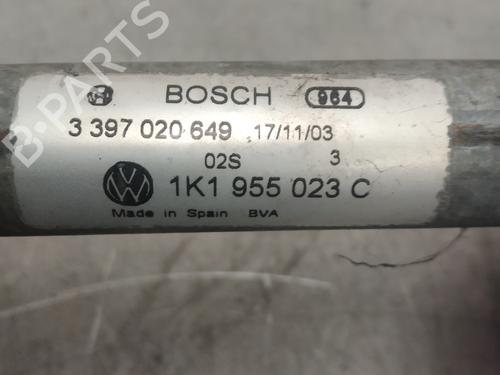 BOSCH 964
3 397 020 649 17/11/03
02S 3
1K1 955 023 C
Made in Spain BVA
B-PARTS